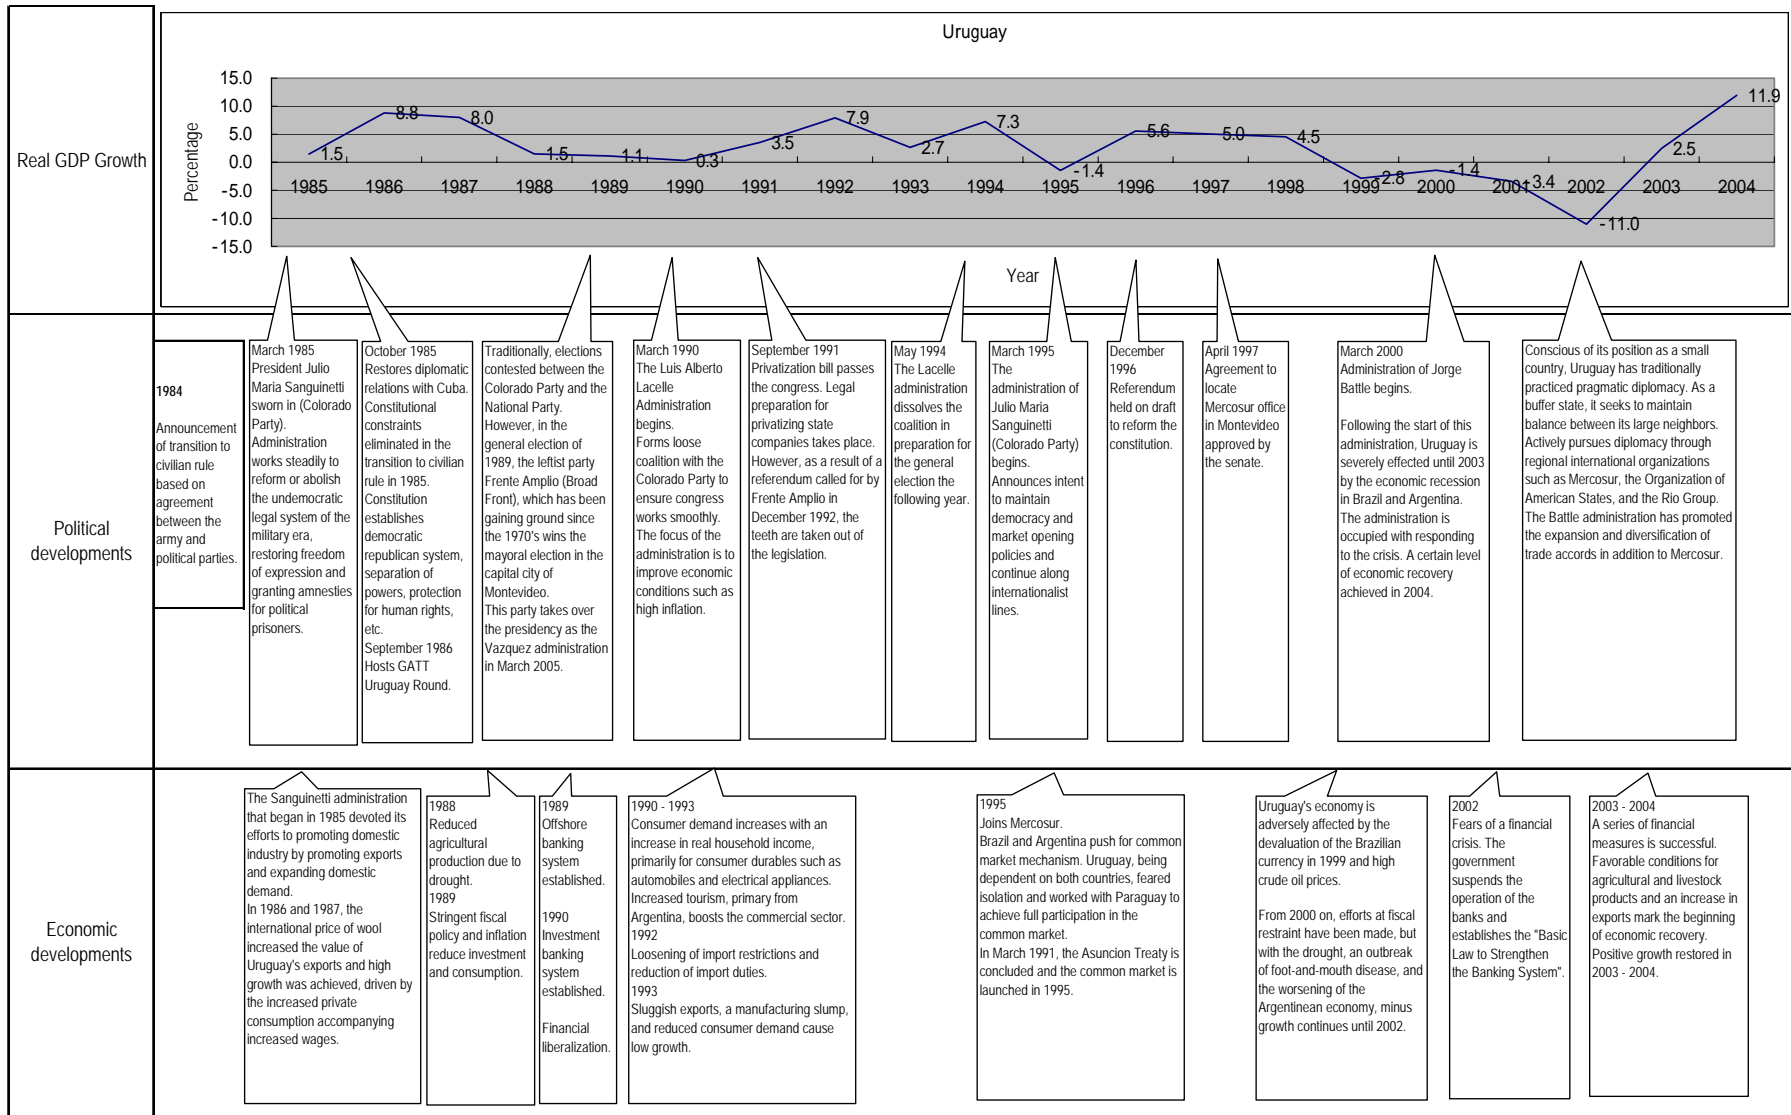 Real GDP Growth
Uruguay
15.0
10.0
5.0
0.0
-5.0
-10.0
-15.0
Percentage
1.5
8.8
8.0
1.5
1.1
0.3
3.5
7.9
2.7
7.3
-1.4
5.6
5.0
4.5
-2.8
-1.4
-3.4
-11.0
2.5
11.9
1985
1986
1987
1988
1989
1990
1991
1992
1993
1994
1995
1996
1997
1998
1999
2000
2001
2002
2003
2004
Year
Political
developments
1984
Announcement
of transition to
civilian rule
based on
agreement
between the
army and
political parties.
March 1985
President Julio
Maria Sanguinetti
sworn in (Colorado
Party).
Administration
works steadily to
reform or abolish
the undemocratic
legal system of the
military era,
restoring freedom
of expression and
granting amnesties
for political
prisoners.
October 1985
Restores diplomatic
relations with Cuba.
Constitutional
constraints
eliminated in the
transition to civilian
rule in 1985.
Constitution
establishes
democratic
republican system,
separation of
powers, protection
for human rights,
etc.
September 1986
Hosts GATT
Uruguay Round.
Traditionally, elections
contested between the
Colorado Party and the
National Party.
However, in the
general election of
1989, the leftist party
Frente Amplio (Broad
Front), which has been
gaining ground since
the 1970's wins the
mayoral election in the
capital city of
Montevideo.
This party takes over
the presidency as the
Vazquez administration
in March 2005.
March 1990
The Luis Alberto
Lacelle
Administration
begins.
Forms loose
coalition with the
Colorado Party to
ensure congress
works smoothly.
The focus of the
administration is to
improve economic
conditions such as
high inflation.
September 1991
Privatization bill passes
the congress. Legal
preparation for
privatizing state
companies takes place.
However, as a result of a
referendum called for by
Frente Amplio in
December 1992, the
teeth are taken out of
the legislation.
May 1994
The Lacelle
administration
dissolves the
coalition in
preparation for
the general
election the
following year.
March 1995
The
administration of
Julio Maria
Sanguinetti
(Colorado Party)
begins.
Announces intent
to maintain
democracy and
market opening
policies and
continue along
internationalist
lines.
December
1996
Referendum
held on draft
to reform the
constitution.
April 1997
Agreement to
locate
Mercosur office
in Montevideo
approved by
the senate.
March 2000
Administration of Jorge
Battle begins.
Following the start of this
administration, Uruguay is
severely effected until 2003
by the economic recession
in Brazil and Argentina.
The administration is
occupied with responding
to the crisis. A certain level
of economic recovery
achieved in 2004.
Conscious of its position as a small
country, Uruguay has traditionally
practiced pragmatic diplomacy. As a
buffer state, it seeks to maintain
balance between its large neighbors.
Actively pursues diplomacy through
regional international organizations
such as Mercosur, the Organization of
American States, and the Rio Group.
The Battle administration has promoted
the expansion and diversification of
trade accords in addition to Mercosur.
Economic
developments
The Sanguinetti administration
that began in 1985 devoted its
efforts to promoting domestic
industry by promoting exports
and expanding domestic
demand.
In 1986 and 1987, the
international price of wool
increased the value of
Uruguay's exports and high
growth was achieved, driven by
the increased private
consumption accompanying
increased wages.
1988
Reduced
agricultural
production due to
drought.
1989
Stringent fiscal
policy and inflation
reduce investment
and consumption.
1989
Offshore
banking
system
established.
1990
Investment
banking
system
established.
Financial
liberalization.
1990 - 1993
Consumer demand increases with an
increase in real household income,
primarily for consumer durables such as
automobiles and electrical appliances.
Increased tourism, primary from
Argentina, boosts the commercial sector.
1992
Loosening of import restrictions and
reduction of import duties.
1993
Sluggish exports, a manufacturing slump,
and reduced consumer demand cause
low growth.
1995
Joins Mercosur.
Brazil and Argentina push for common
market mechanism. Uruguay, being
dependent on both countries, feared
isolation and worked with Paraguay to
achieve full participation in the
common market.
In March 1991, the Asuncion Treaty is
concluded and the common market is
launched in 1995.
Uruguay's economy is
adversely affected by the
devaluation of the Brazilian
currency in 1999 and high
crude oil prices.
From 2000 on, efforts at fiscal
restraint have been made, but
with the drought, an outbreak
of foot-and-mouth disease, and
the worsening of the
Argentinean economy, minus
growth continues until 2002.
2002
Fears of a financial
crisis. The
government
suspends the
operation of the
banks and
establishes the "Basic
Law to Strengthen
the Banking System".
2003 - 2004
A series of financial
measures is successful.
Favorable conditions for
agricultural and livestock
products and an increase in
exports mark the beginning
of economic recovery.
Positive growth restored in
2003 - 2004.